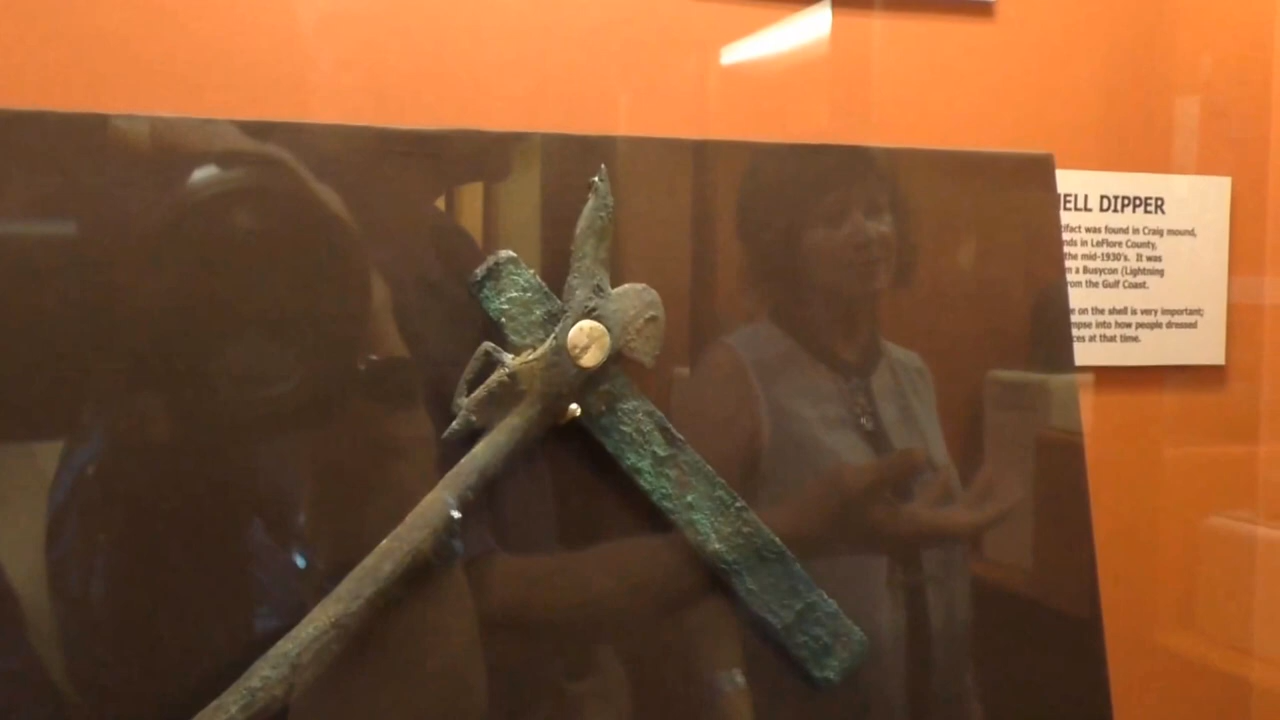 ELL DIPPER
ifact was found in Craig mound,
nds in LeFlore County,
the mid-1930's. It was
m a Busycon (Lightning
rom the Gulf Coast.
e on the shell is very important;
mpse into how people dressed
ces at that time.